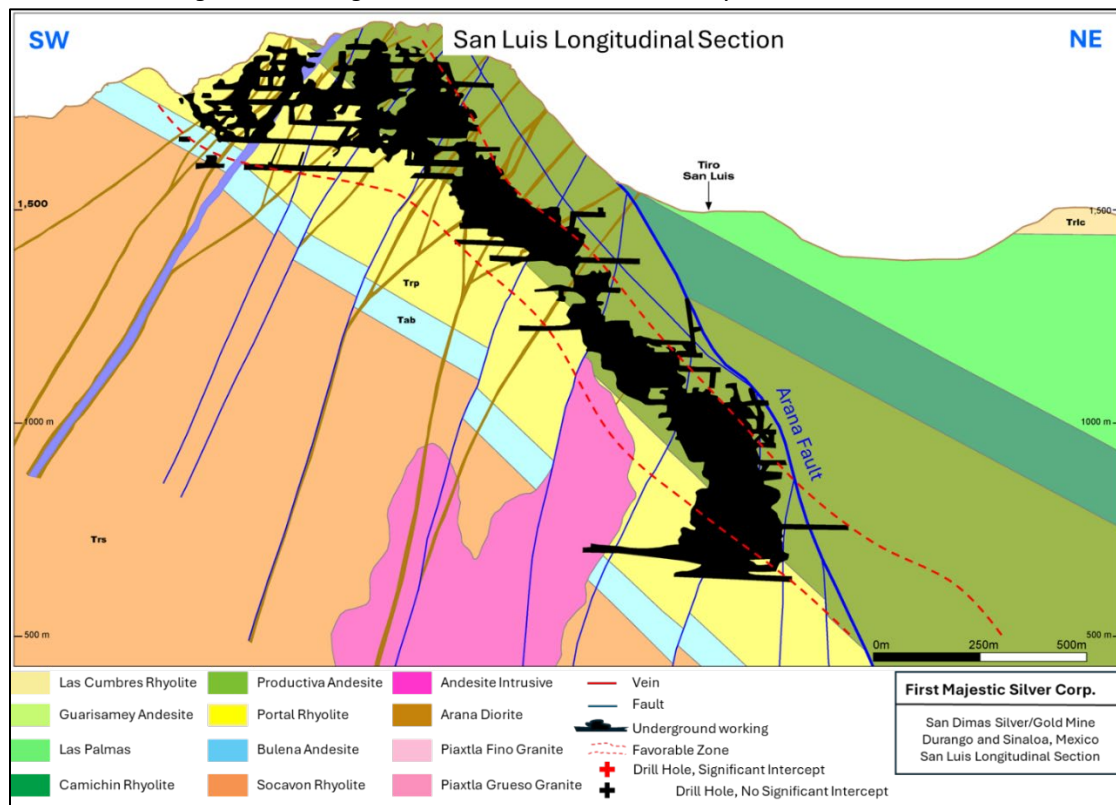 SW
San Luis Longitudinal Section
NE
Tiro
San Luis
1,500
1,500
Trlc
Trp
Tab
1000 m
1000 m
Arana Fault
Trs
500 m
500 m
0m 250m 500m
Las Cumbres Rhyolite
Productiva Andesite
Andesite Intrusive
Vein
Guarisamey Andesite
Portal Rhyolite
Arana Diorite
Fault
Underground working
Las Palmas
Bulena Andesite
Piaxtla Fino Granite
Favorable Zone
Camichin Rhyolite
Socavon Rhyolite
Piaxtla Grueso Granite
Drill Hole, Significant Intercept
Drill Hole, No Significant Intercept
First Majestic Silver Corp.
San Dimas Silver/Gold Mine
Durango and Sinaloa, Mexico
San Luis Longitudinal Section